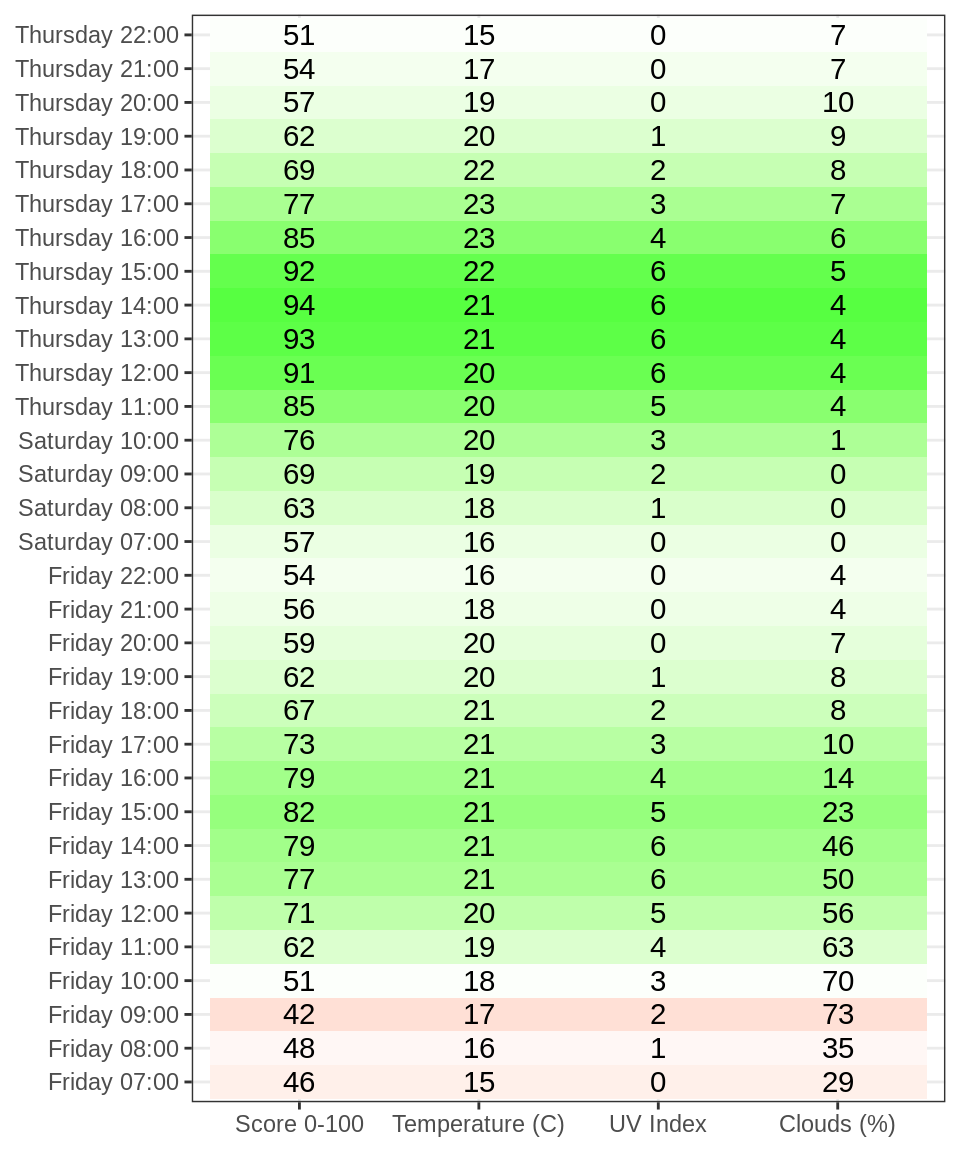 Thursday 22:00 51 15 0 7
Thursday 21:00 54 17 0 7
Thursday 20:00 57 19 0 10
Thursday 19:00 62 20 1 9
Thursday 18:00 69 22 2 8
Thursday 17:00 77 23 3 7
Thursday 16:00 85 23 4 6
Thursday 15:00 92 22 6 5
Thursday 14:00 94 21 6 4
Thursday 13:00 93 21 6 4
Thursday 12:00 91 20 6 4
Thursday 11:00 85 20 5 4
Saturday 10:00 76 20 3 1
Saturday 09:00 69 19 2 0
Saturday 08:00 63 18 1 0
Saturday 07:00 57 16 0 0
Friday 22:00 54 16 0 4
Friday 21:00 56 18 0 4
Friday 20:00 59 20 0 7
Friday 19:00 62 20 1 8
Friday 18:00 67 21 2 8
Friday 17:00 73 21 3 10
Friday 16:00 79 21 4 14
Friday 15:00 82 21 5 23
Friday 14:00 79 21 6 46
Friday 13:00 77 21 6 50
Friday 12:00 71 20 5 56
Friday 11:00 62 19 4 63
Friday 10:00 51 18 3 70
Friday 09:00 42 17 2 73
Friday 08:00 48 16 1 35
Friday 07:00 46 15 0 29
Score 0-100 Temperature (C) UV Index Clouds (%)